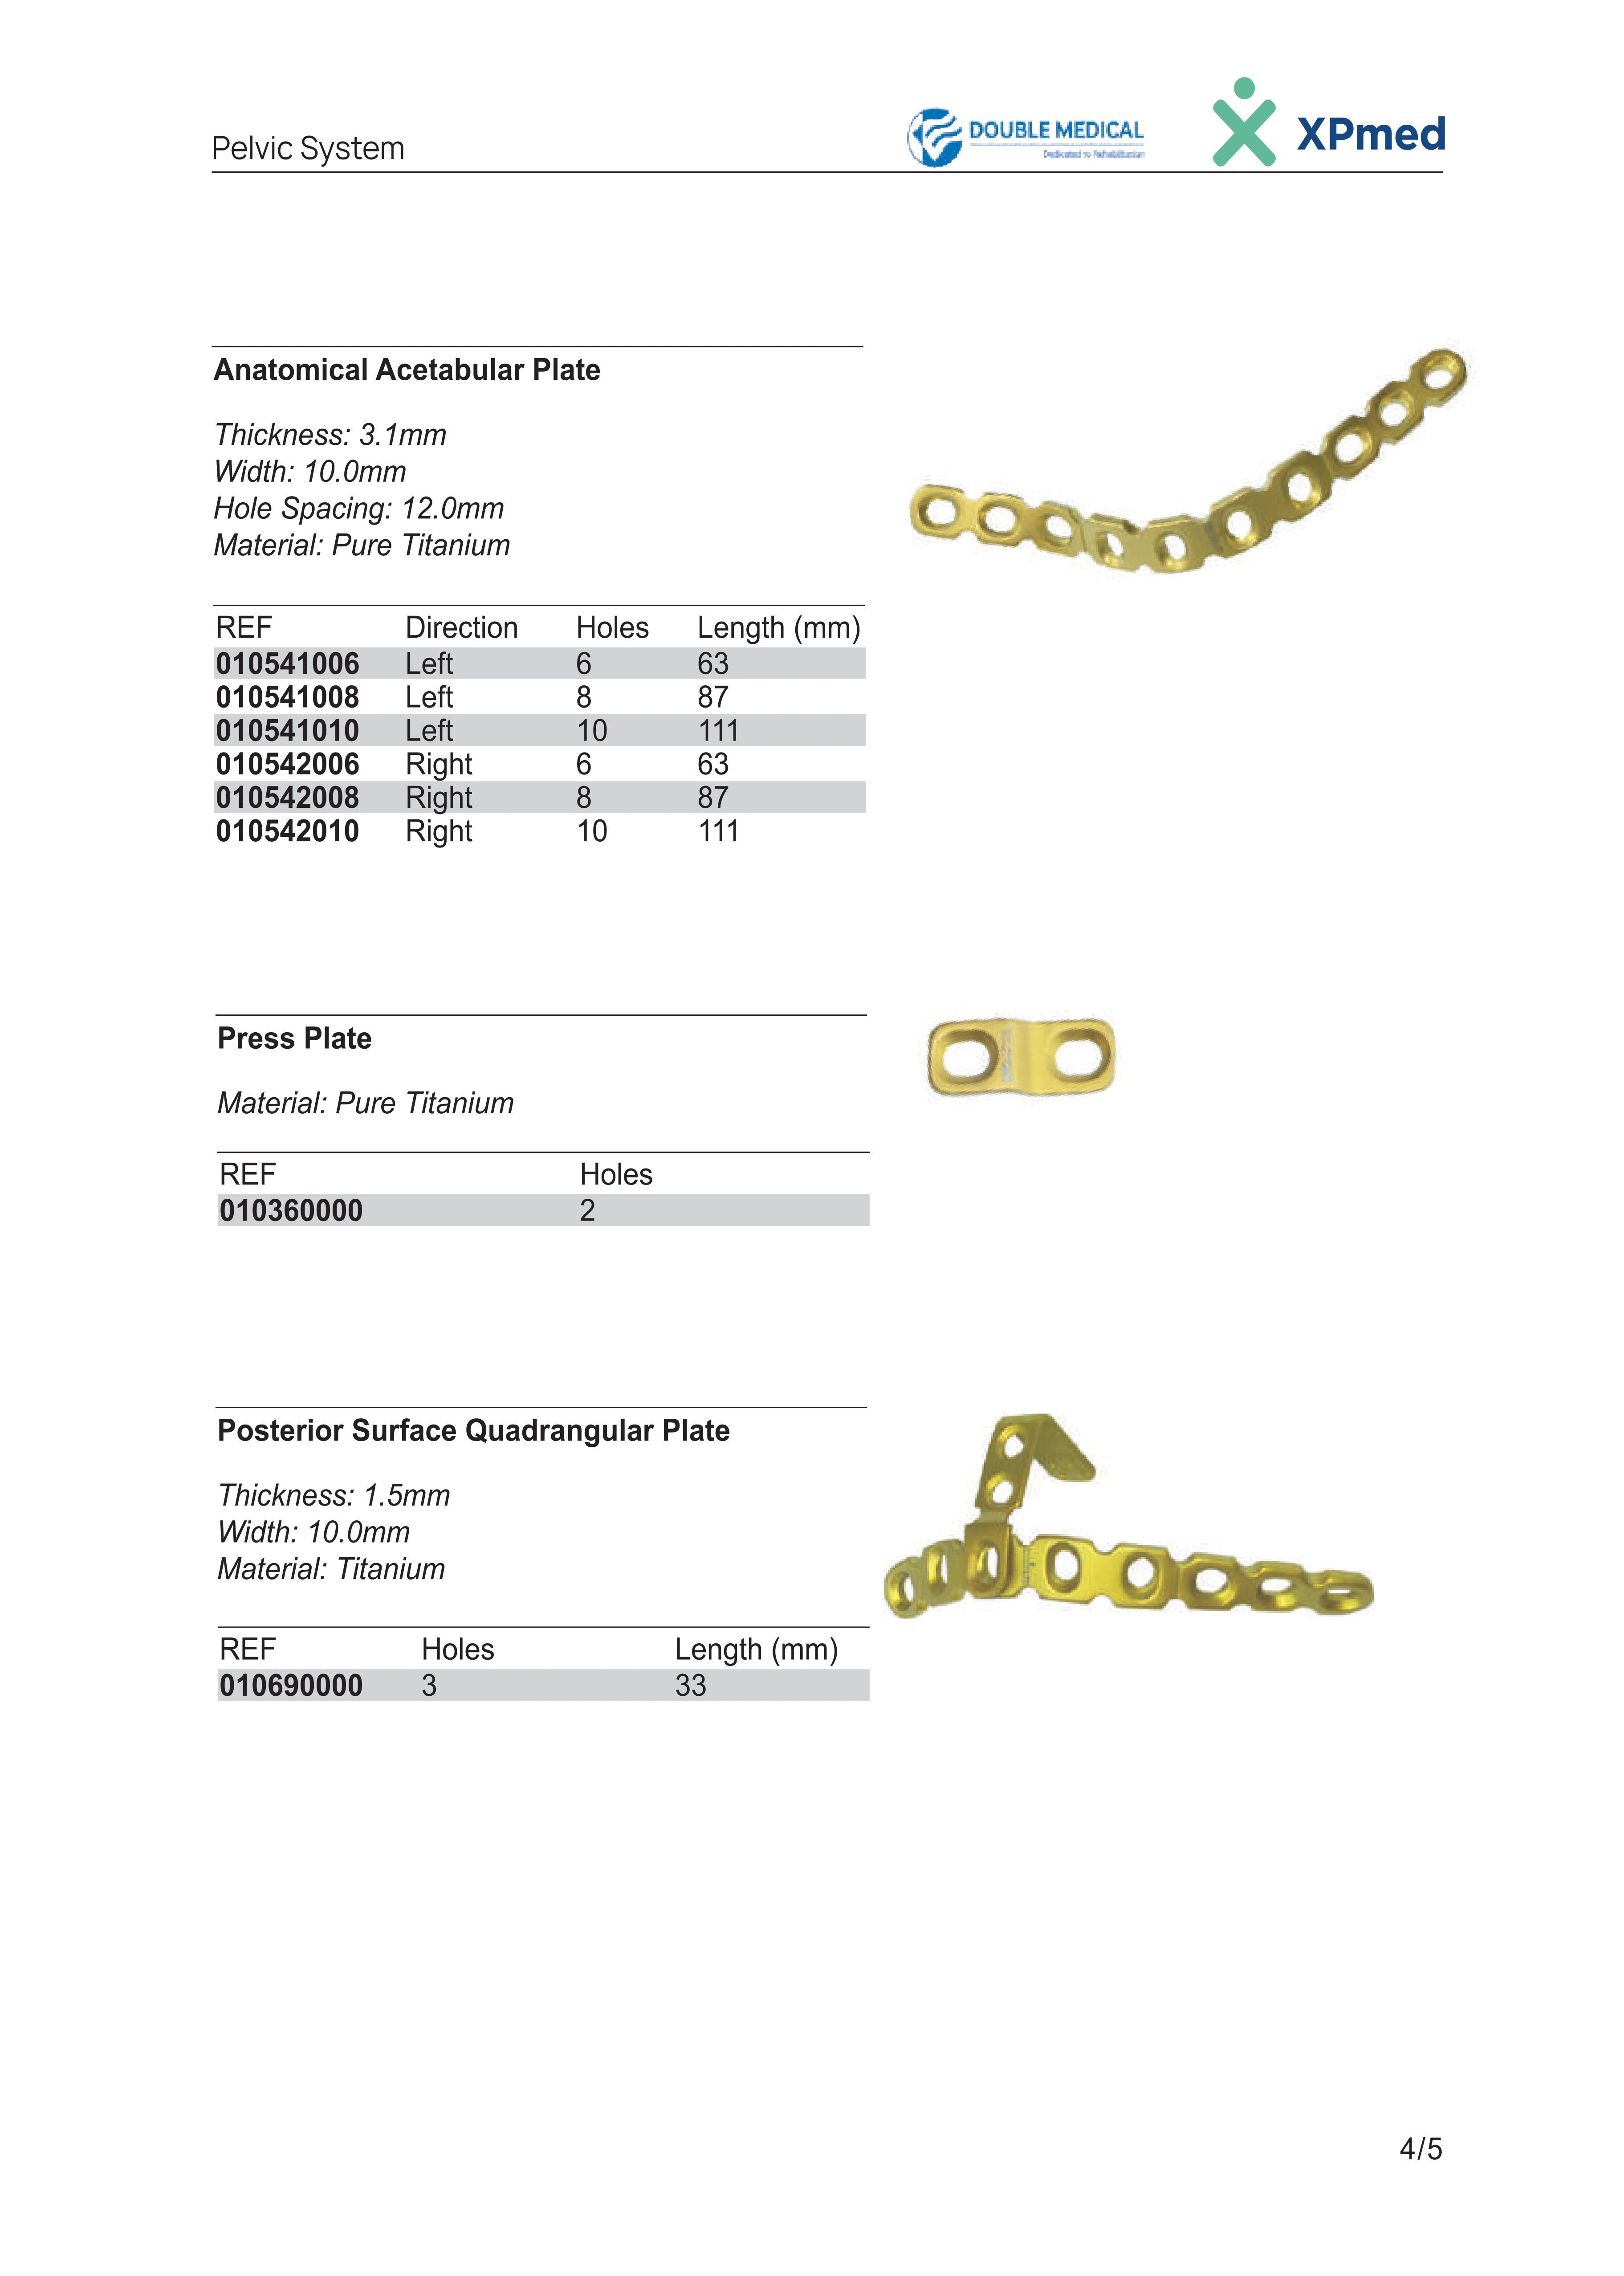 Pelvic System
DOUBLE MEDICAL
Dedicated to Rehabilitation
XPmed
Anatomical Acetabular Plate
Thickness: 3.1mm
Width: 10.0mm
Hole Spacing: 12.0mm
Material: Pure Titanium
REF Direction Holes Length (mm)
010541006 Left 6 63
010541008 Left 8 87
010541010 Left 10 111
010542006 Right 6 63
010542008 Right 8 87
010542010 Right 10 111
Press Plate
Material: Pure Titanium
REF Holes
010360000 2
Posterior Surface Quadrangular Plate
Thickness: 1.5mm
Width: 10.0mm
Material: Titanium
REF Holes Length (mm)
010690000 3 33
4/5